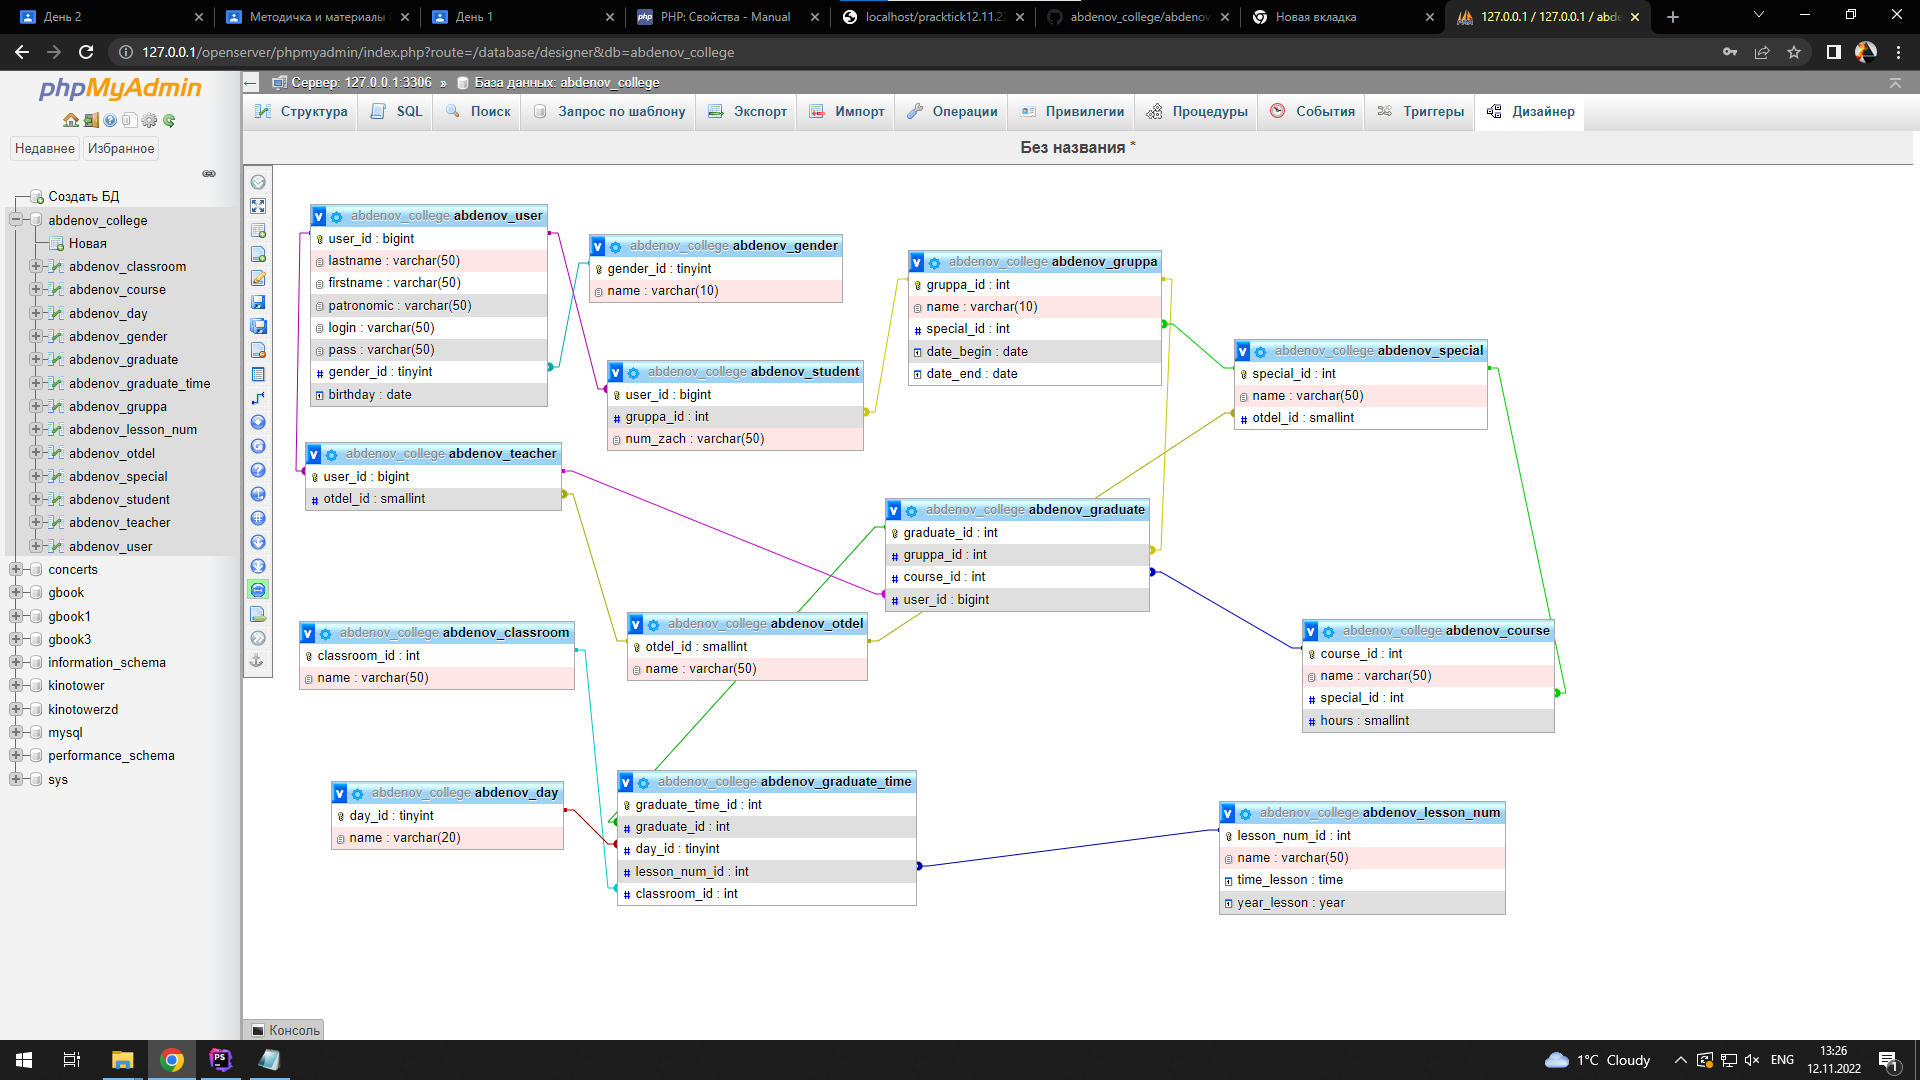 День 2
Методичка и материалы
День 1
PHP: Свойства - Manual
localhost/pracktick12.11.2
abdenov_college/abdenov
Новая вкладка
127.0.0.1 / 127.0.0.1 / abde
127.0.0.1/openserver/phpmyadmin/index.php?route=/database/designer&db=abdenov_college
phpMyAdmin
Недавнее
Избранное
Создать БД
abdenov_college
Новая
abdenov_classroom
abdenov_course
abdenov_day
abdenov_gender
abdenov_graduate
abdenov_graduate_time
abdenov_gruppa
abdenov_lesson_num
abdenov_otdel
abdenov_special
abdenov_student
abdenov_teacher
abdenov_user
concerts
gbook
gbook1
gbook3
information_schema
kinotower
kinotowerzd
mysql
performance_schema
sys
Сервер: 127.0.0.1:3306 » База данных: abdenov_college
Структура
SQL
Поиск
Запрос по шаблону
Экспорт
Импорт
Операции
Привилегии
Процедуры
События
Триггеры
Дизайнер
Без названия *
abdenov_college abdenov_user
user_id : bigint
lastname : varchar(50)
firstname : varchar(50)
patronomic : varchar(50)
login : varchar(50)
pass : varchar(50)
gender_id : tinyint
birthday : date
abdenov_college abdenov_gender
gender_id : tinyint
name : varchar(10)
abdenov_college abdenov_gruppa
gruppa_id : int
name : varchar(10)
special_id : int
date_begin : date
date_end : date
abdenov_college abdenov_special
special_id : int
name : varchar(50)
otdel_id : smallint
abdenov_college abdenov_student
user_id : bigint
gruppa_id : int
num_zach : varchar(50)
abdenov_college abdenov_teacher
user_id : bigint
otdel_id : smallint
abdenov_college abdenov_graduate
graduate_id : int
gruppa_id : int
course_id : int
user_id : bigint
abdenov_college abdenov_classroom
classroom_id : int
name : varchar(50)
abdenov_college abdenov_otdel
otdel_id : smallint
name : varchar(50)
abdenov_college abdenov_course
course_id : int
name : varchar(50)
special_id : int
hours : smallint
abdenov_college abdenov_day
day_id : tinyint
name : varchar(20)
abdenov_college abdenov_graduate_time
graduate_time_id : int
graduate_id : int
day_id : tinyint
lesson_num_id : int
classroom_id : int
abdenov_college abdenov_lesson_num
lesson_num_id : int
name : varchar(50)
time_lesson : time
year_lesson : year
Консоль
1°C Cloudy
ENG
13:26
12.11.2022
1